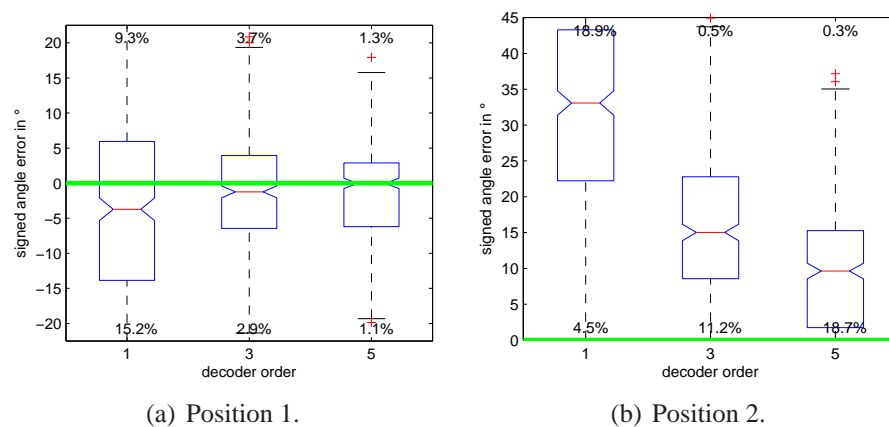 signed angle error in °
20
15
10
5
0
−5
−10
−15
−20
9.3% 3.7% 1.3%
15.2% 2.9% 1.1%
1 3 5
decoder order
(a) Position 1.
signed angle error in °
45
40
35
30
25
20
15
10
5
0
18.9% 0.5% 0.3%
4.5% 11.2% 18.7%
1 3 5
decoder order
(b) Position 2.